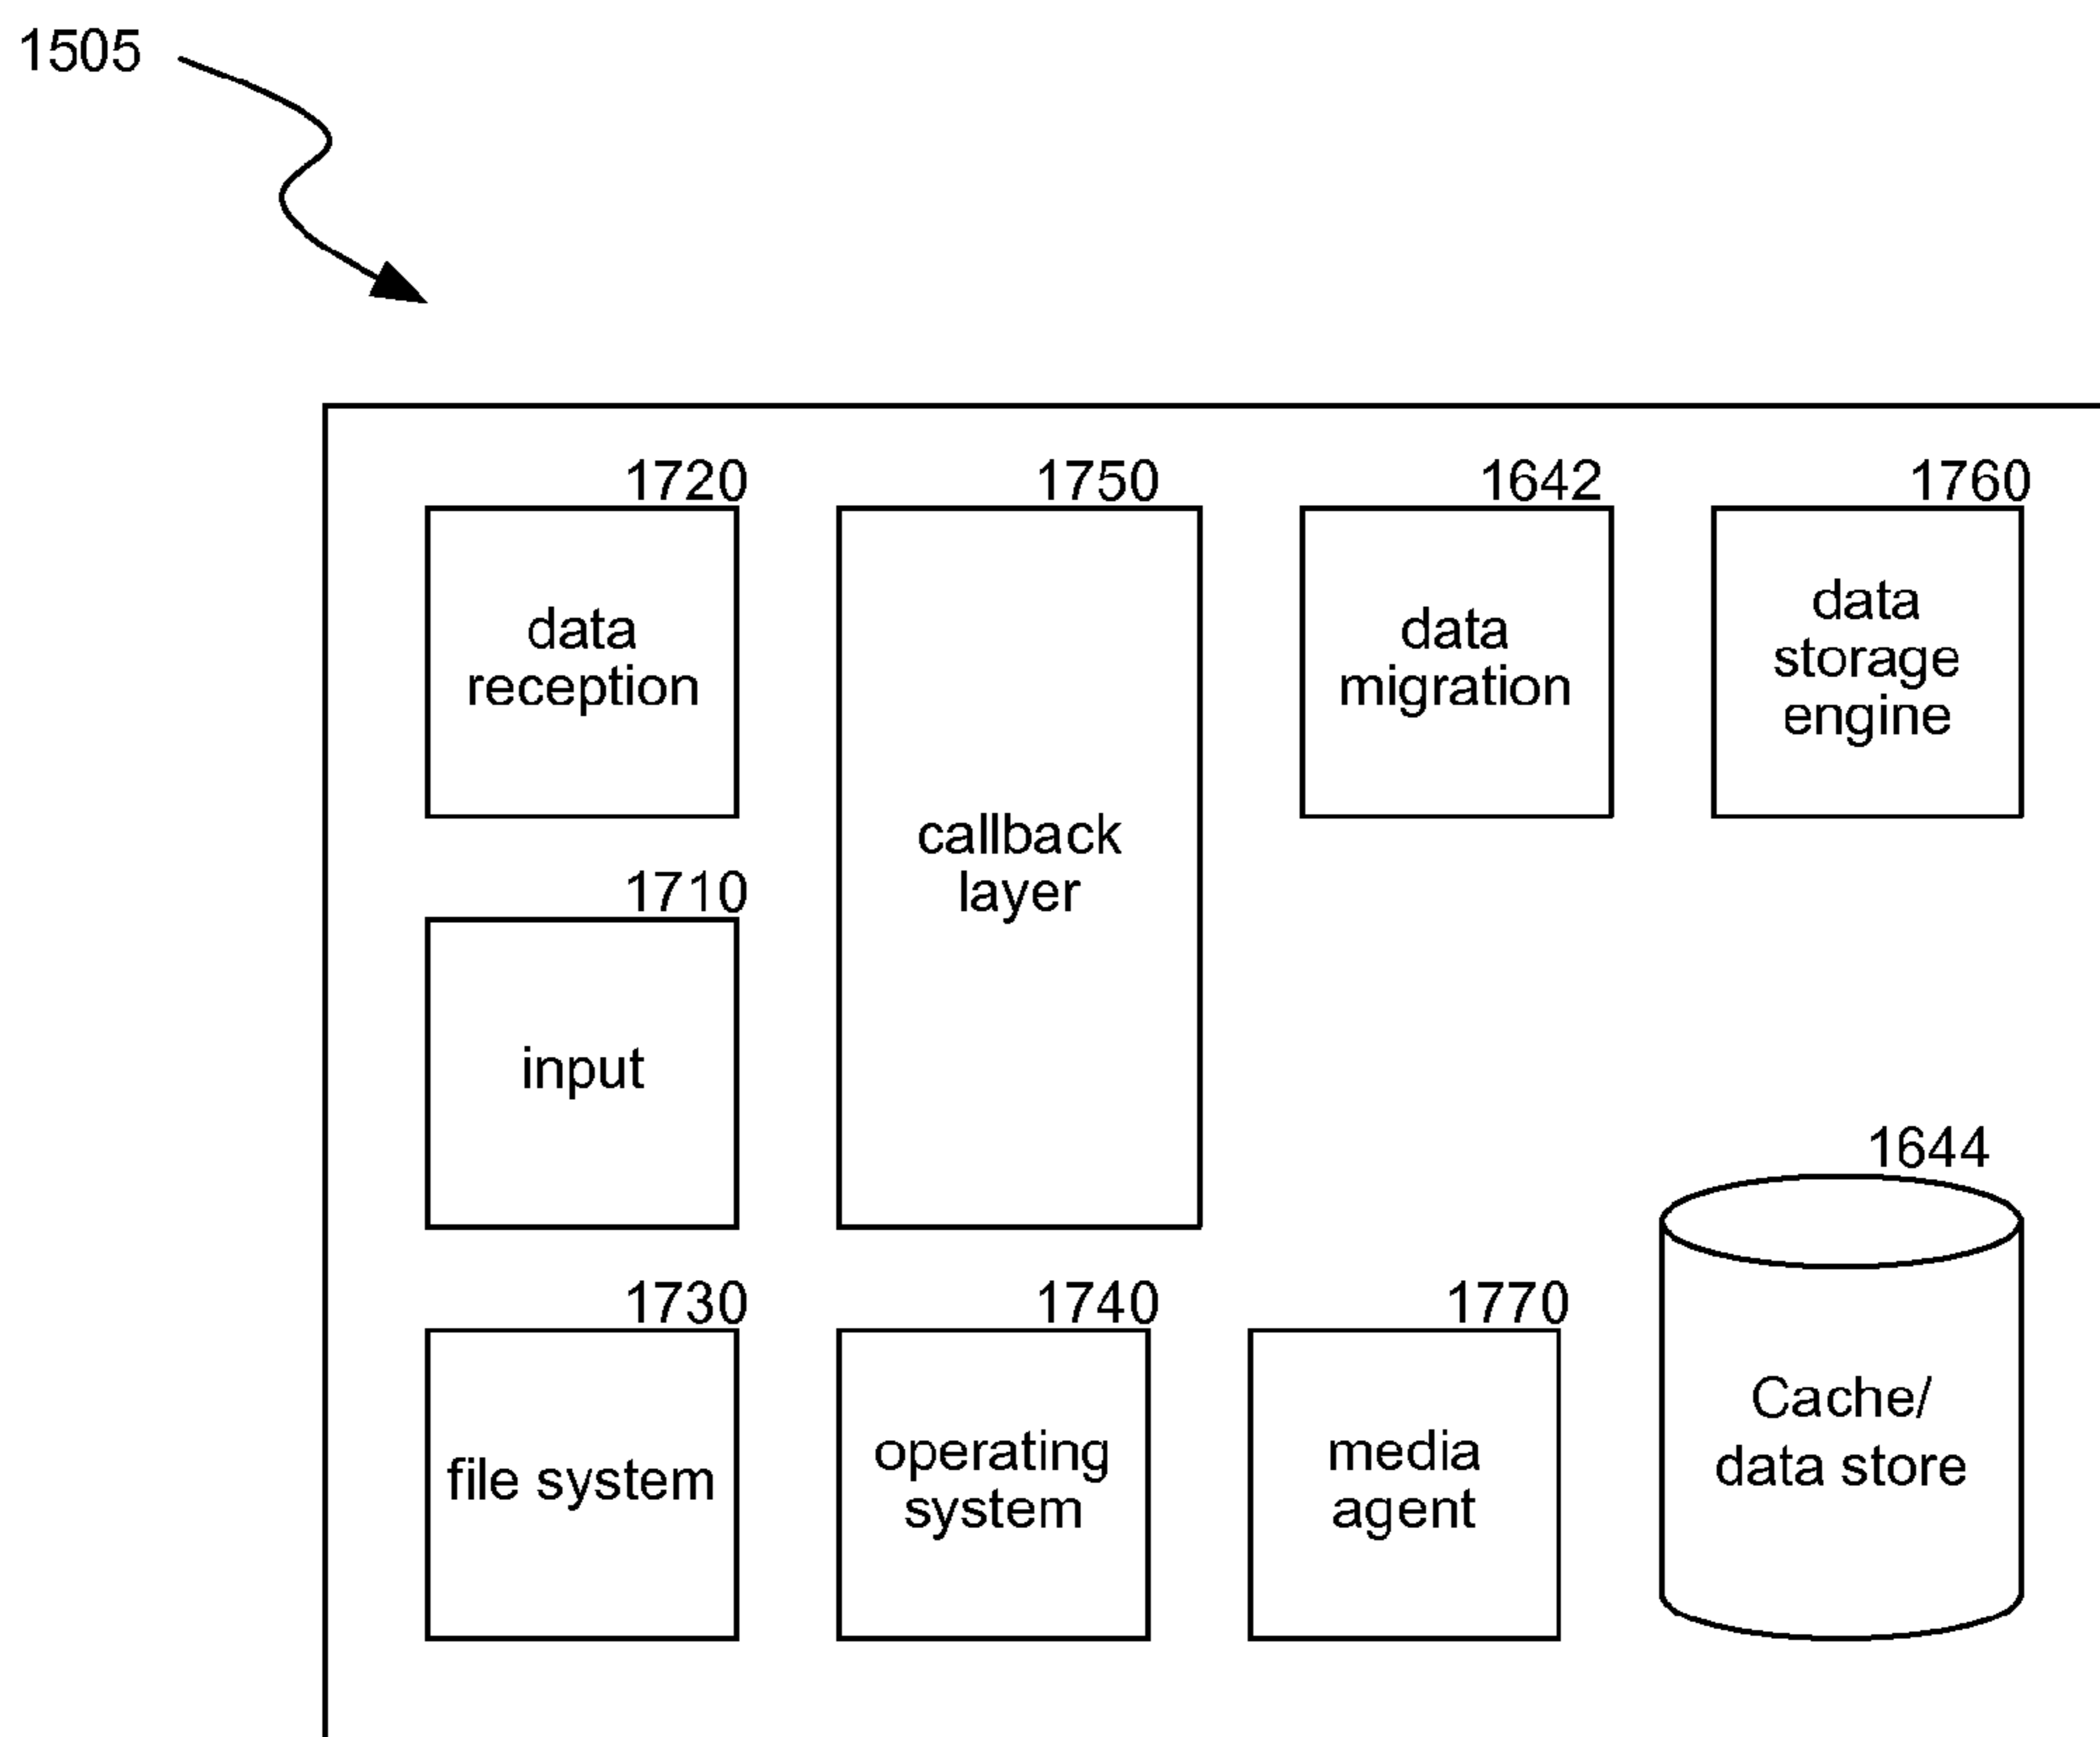 1505
1720
data
reception
1750
callback
layer
1642
data
migration
1760
data
storage
engine
1710
input
1644
Cache/
data store
1730
file system
1740
operating
system
1770
media
agent